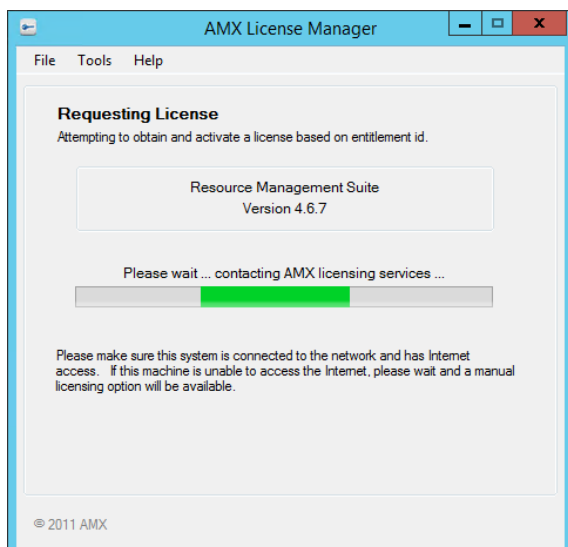 AMX License Manager
File Tools Help
Requesting License
Attempting to obtain and activate a license based on entitlement id.
Resource Management Suite
Version 4.6.7
Please wait ... contacting AMX licensing services ...
Please make sure this system is connected to the network and has Internet
access. If this machine is unable to access the Internet, please wait and a manual
licensing option will be available.
© 2011 AMX